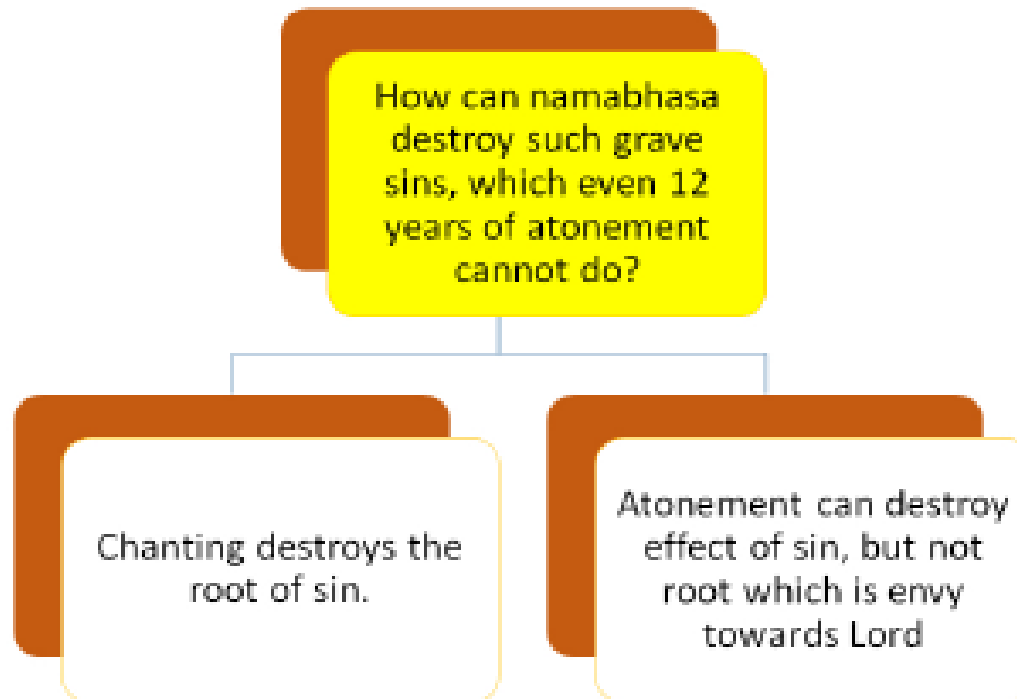 How can namabhasa
destroy such grave
sins, which even 12
years of atonement
cannot do?
Chanting destroys the
root of sin.
Atonement can destroy
effect of sin, but not
root which is envy
towards Lord